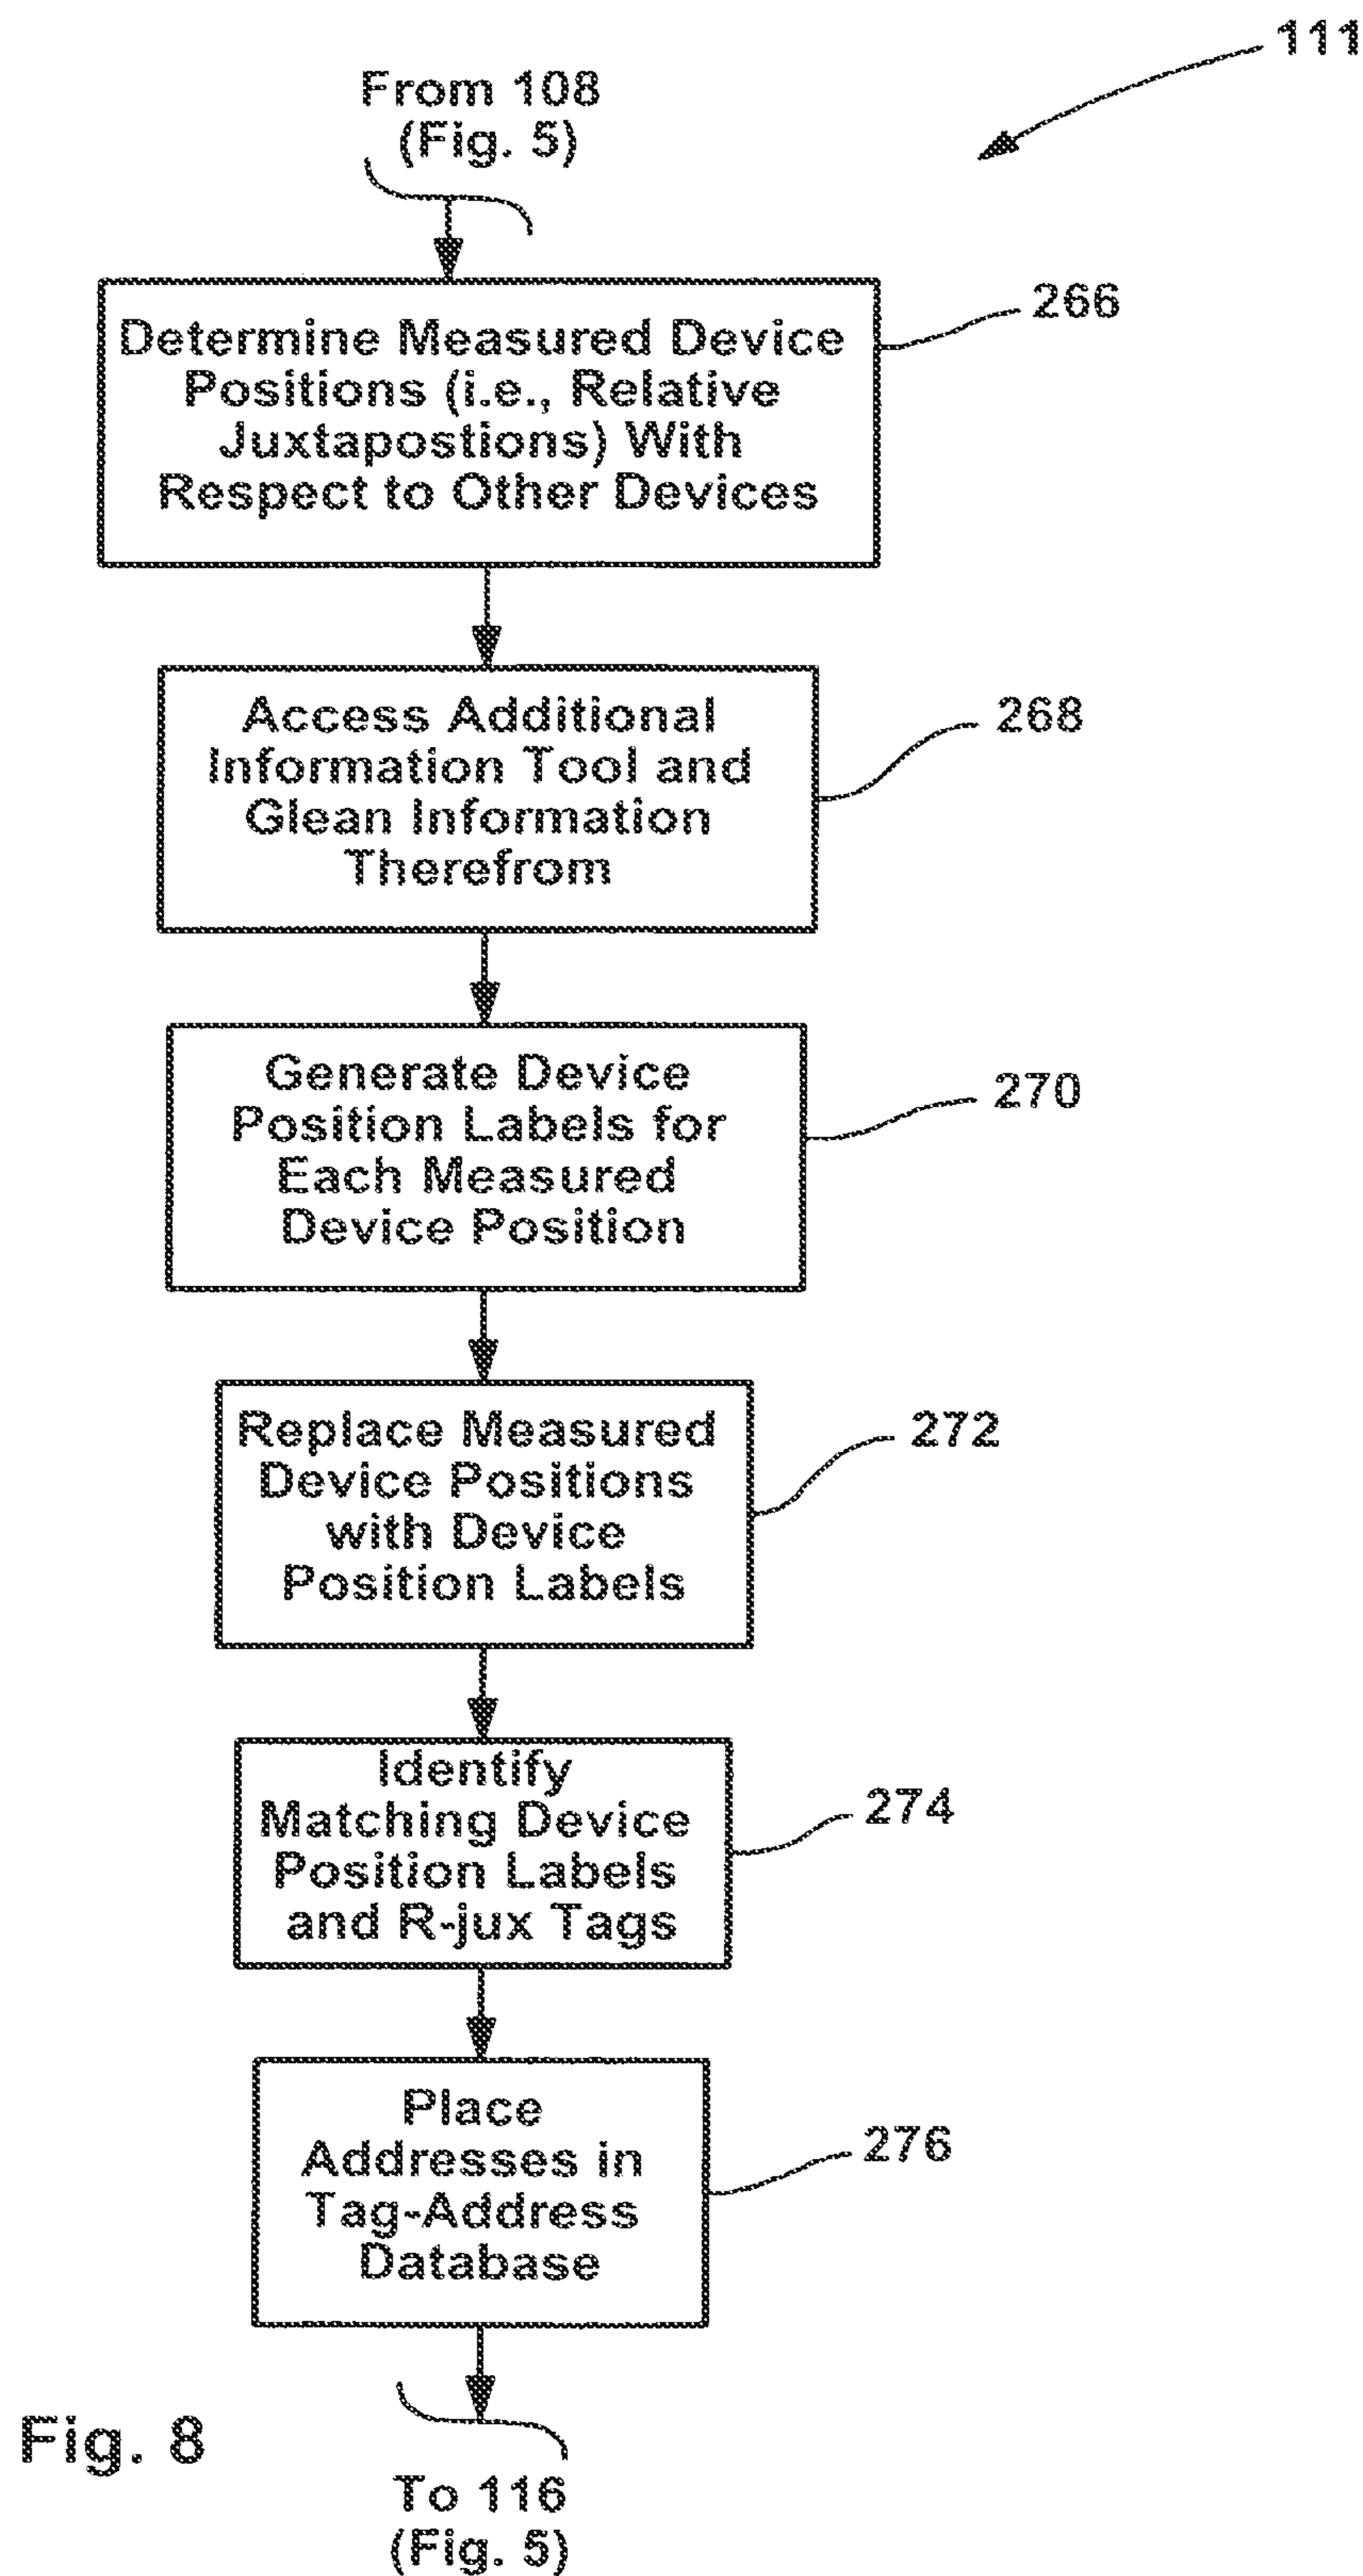 111
From 108
(Fig. 5)
266
Determine Measured Device
Positions (i.e., Relative
Juxtapostions) With
Respect to Other Devices
268
Access Additional
Information Tool and
Glean Information
Therefrom
270
Generate Device
Position Labels for
Each Measured
Device Position
272
Replace Measured
Device Positions
with Device
Position Labels
274
Identify
Matching Device
Position Labels
and R-jux Tags
276
Place
Addresses in
Tag-Address
Database
Fig. 8
To 116
(Fig. 5)